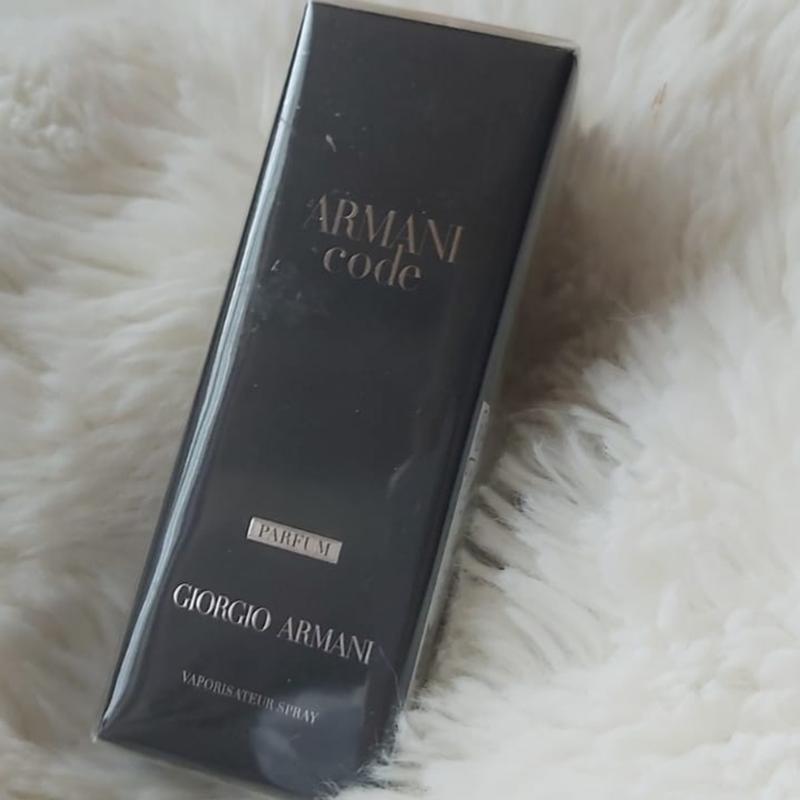 ARMANI
code
PARFUM
GIORGIO ARMANI
VAPORISATEUR SPRAY